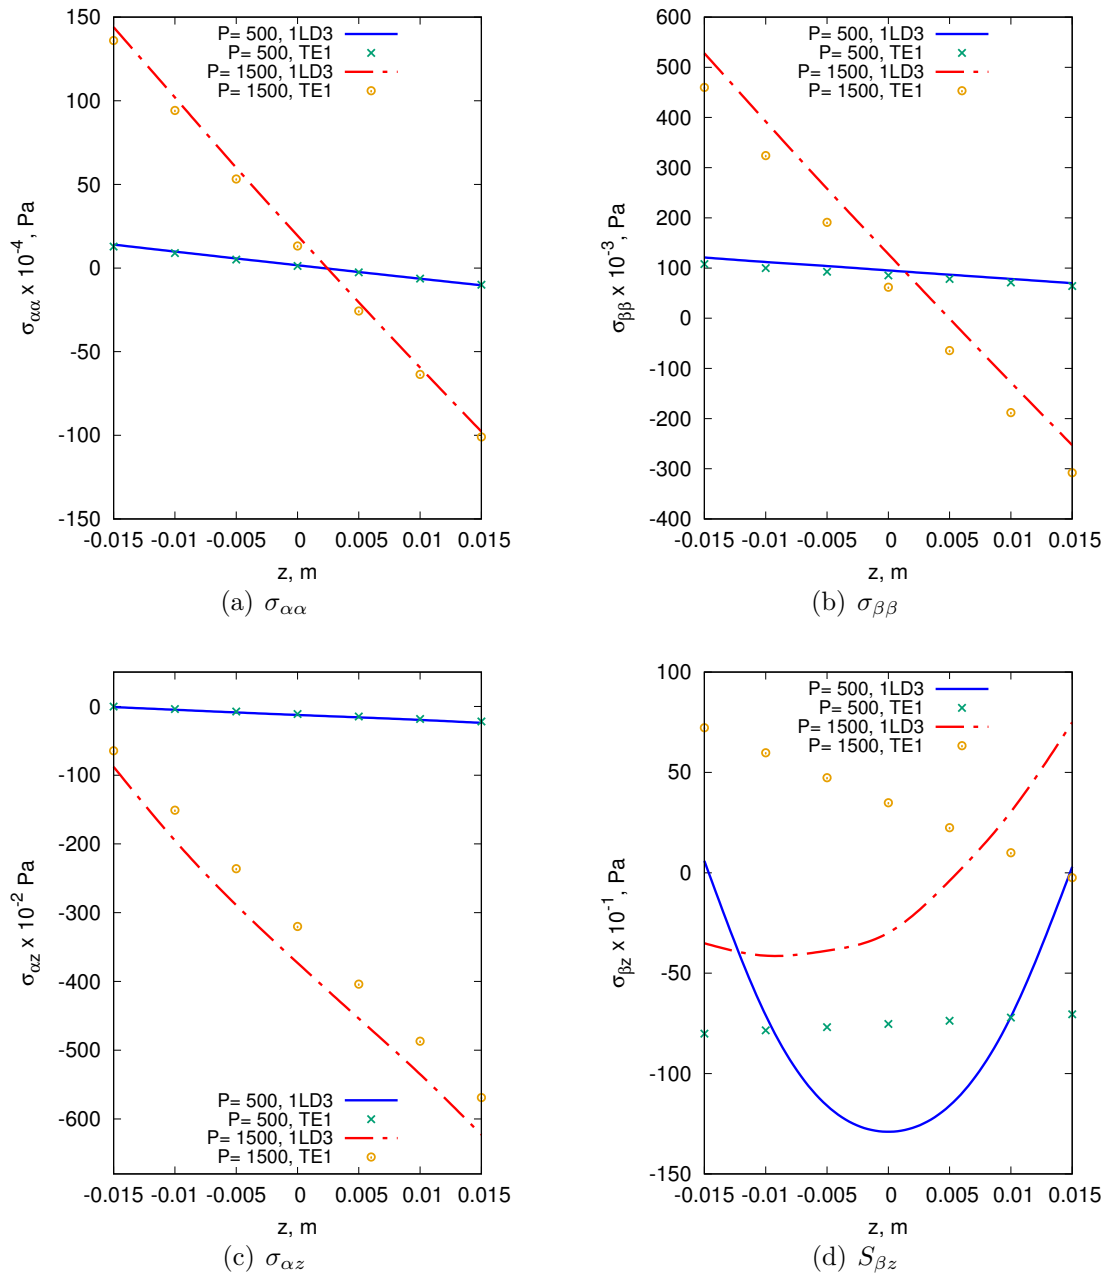 150
100
50
0
-50
-100
-150
-0.015 -0.01 -0.005 0 0.005 0.01 0.015
σαα x 10-4 , Pa
z, m
P= 500, 1LD3
P= 500, TE1
P= 1500, 1LD3
P= 1500, TE1
(a) σαα
600
500
400
300
200
100
0
-100
-200
-300
-400
-0.015 -0.01 -0.005 0 0.005 0.01 0.015
σββ x 10-3 , Pa
z, m
P= 500, 1LD3
P= 500, TE1
P= 1500, 1LD3
P= 1500, TE1
(b) σββ
0
-100
-200
-300
-400
-500
-600
-0.015 -0.01 -0.005 0 0.005 0.01 0.015
σαz x 10-2 Pa
z, m
P= 500, 1LD3
P= 500, TE1
P= 1500, 1LD3
P= 1500, TE1
(c) σαz
100
50
0
-50
-100
-150
-0.015 -0.01 -0.005 0 0.005 0.01 0.015
σβz x 10-1 , Pa
z, m
P= 500, 1LD3
P= 500, TE1
P= 1500, 1LD3
P= 1500, TE1
(d) Sβz